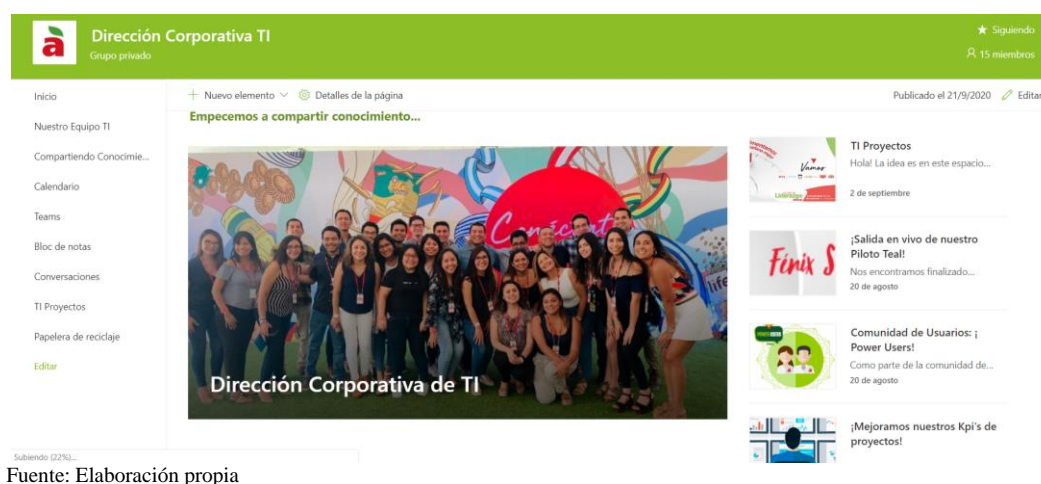 a
Dirección Corporativa TI
Grupo privado
Siguiendo
15 miembros
Inicio
Nuestro Equipo TI
Compartiendo Conocimie...
Calendario
Teams
Bloc de notas
Conversaciones
TI Proyectos
Papelera de reciclaje
Editar
Nuevo elemento
Detalles de la página
Publicado el 21/9/2020
Editar
Empecemos a compartir conocimiento...
Dirección Corporativa de TI
Vamos
TI Proyectos
Hola! La idea es en este espacio...
2 de septiembre
Fénix S
¡Salida en vivo de nuestro
Piloto Teal!
Nos encontramos finalizado...
20 de agosto
Comunidad de Usuarios: ¡
Power Users!
Como parte de la comunidad de...
20 de agosto
¡Mejoramos nuestros Kpi's de
proyectos!
Subiendo (22%)...
Fuente: Elaboración propia